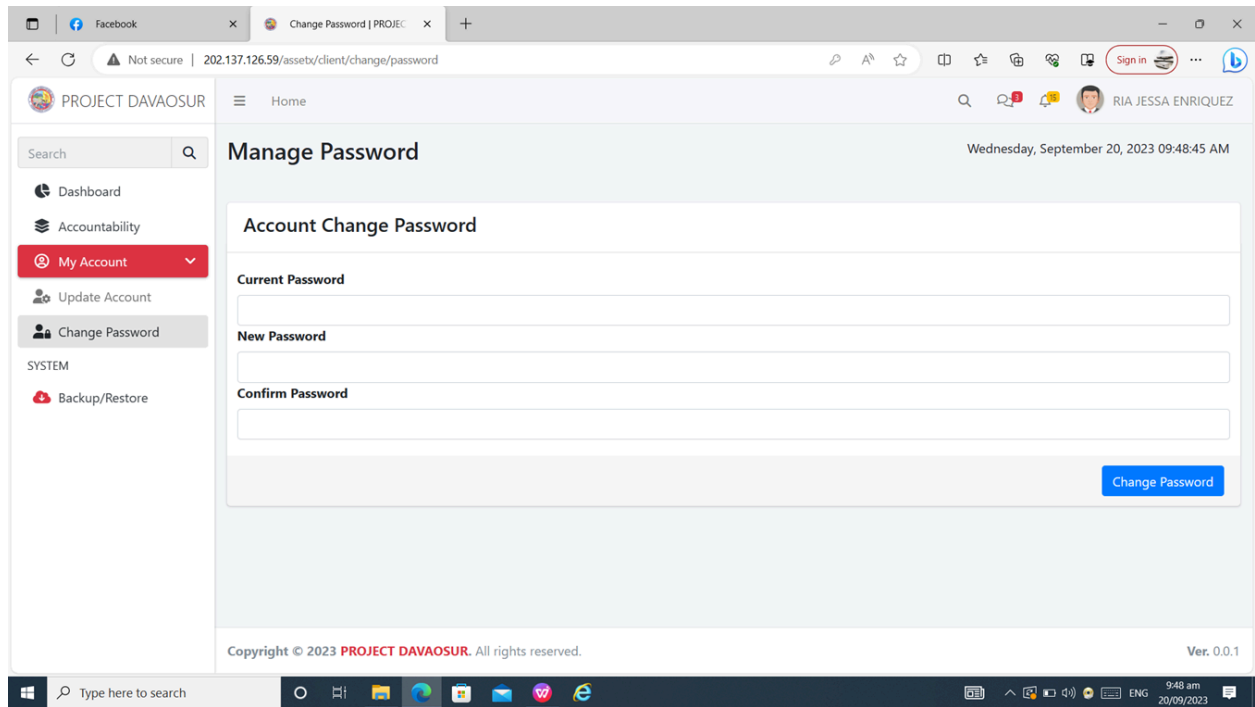 Facebook
Change Password | PROJEC
Not secure | 202.137.126.59/assetx/client/change/password
Sign in
PROJECT DAVAOSUR
Home
3
15
RIA JESSA ENRIQUEZ
Search
Manage Password
Wednesday, September 20, 2023 09:48:45 AM
Dashboard
Accountability
My Account
Update Account
Change Password
SYSTEM
Backup/Restore
Account Change Password
Current Password
New Password
Confirm Password
Change Password
Copyright © 2023 PROJECT DAVAOSUR. All rights reserved.
Ver. 0.0.1
Type here to search
ENG
9:48 am
20/09/2023